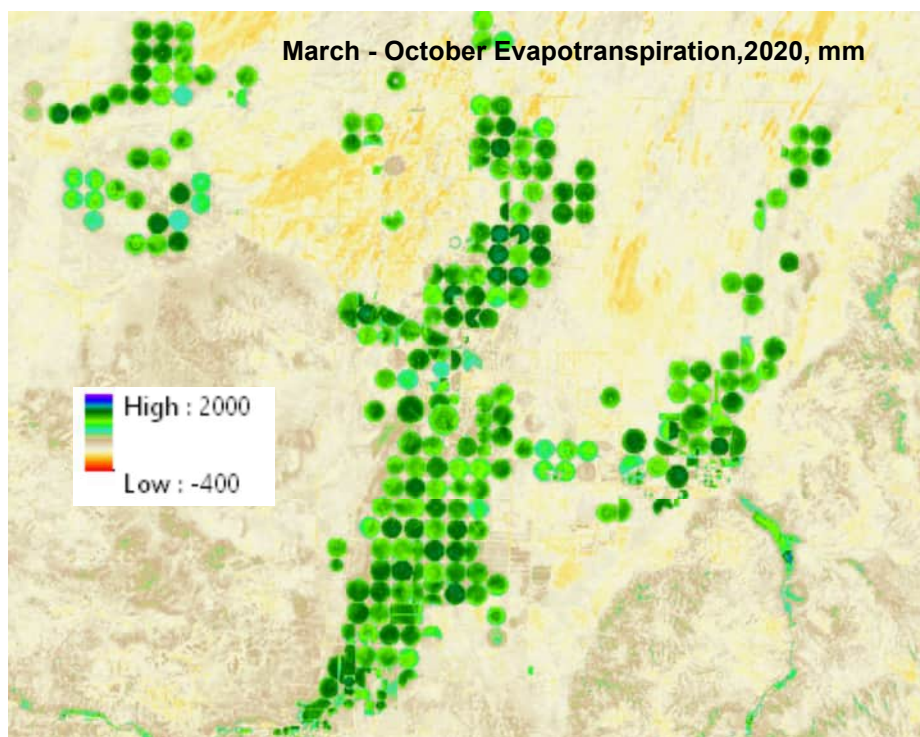 March - October Evapotranspiration,2020, mm
High : 2000
Low : -400